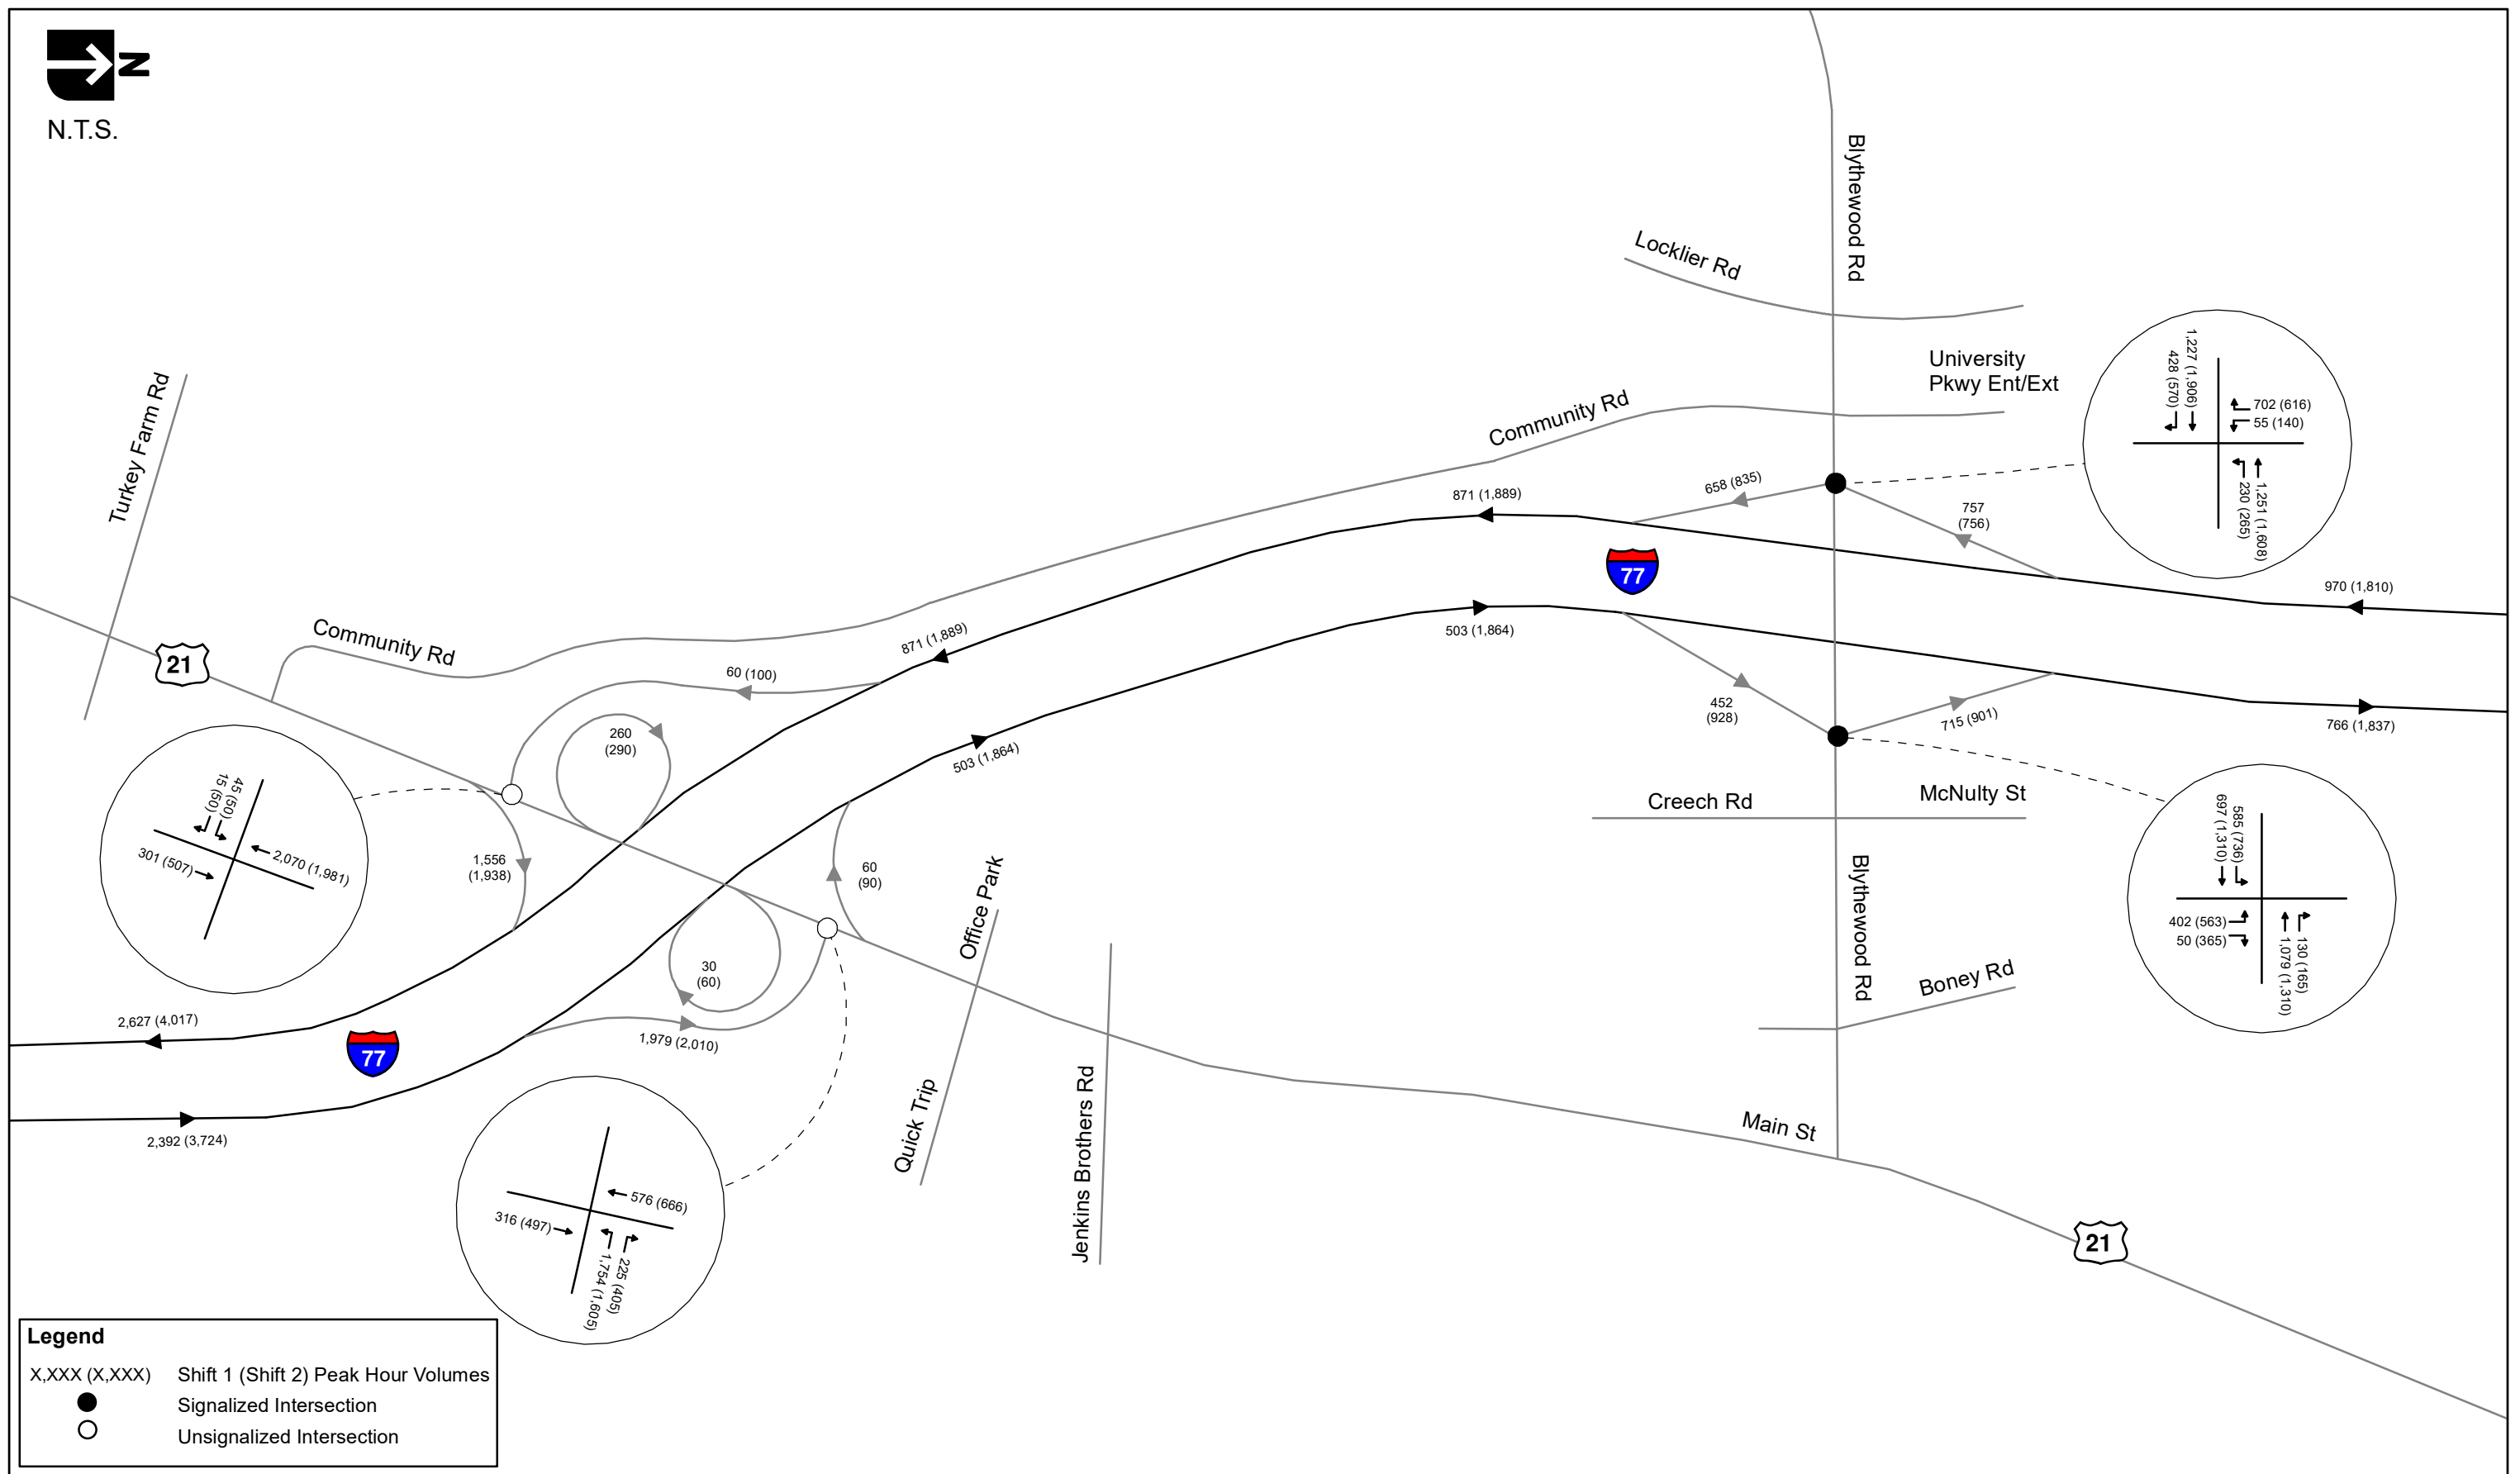 N
N.T.S.
Blythewood Rd
Locklier Rd
University
Pkwy Ent/Ext
1,227 (1,906)
428 (570)
702 (616)
55 (140)
230 (265)
1,251 (1,608)
Turkey Farm Rd
Community Rd
658 (835)
871 (1,889)
757
(756)
77
970 (1,810)
21
Community Rd
871 (1,889)
503 (1,864)
60 (100)
452
(928)
715 (901)
766 (1,837)
260
(290)
503 (1,864)
Creech Rd
McNulty St
15 (50)
45 (50)
301 (507)
2,070 (1,981)
1,556
(1,938)
60
(90)
Office Park
Blythewood Rd
697 (1,310)
585 (736)
402 (563)
50 (365)
1,079 (1,310)
130 (165)
30
(60)
Boney Rd
2,627 (4,017)
77
1,979 (2,010)
2,392 (3,724)
Quick Trip
Jenkins Brothers Rd
Main St
576 (666)
316 (497)
1,754 (1,605)
225 (405)
21
Legend
X,XXX (X,XXX) Shift 1 (Shift 2) Peak Hour Volumes
Signalized Intersection
Unsignalized Intersection